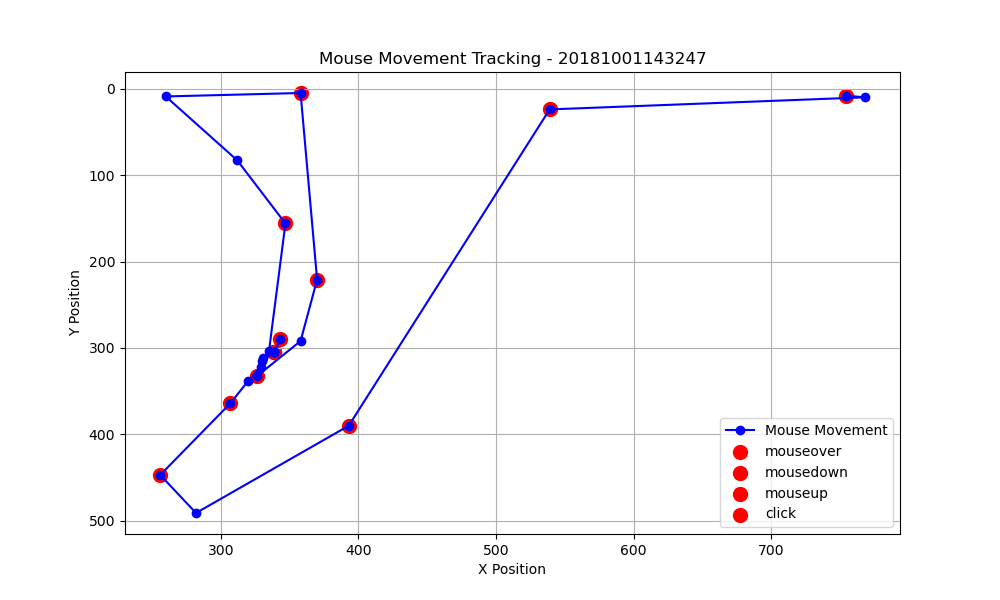 Mouse Movement Tracking - 20181001143247
0
100
200
300
400
500
Y Position
300
400
500
600
700
X Position
Mouse Movement
mouseover
mousedown
mouseup
click